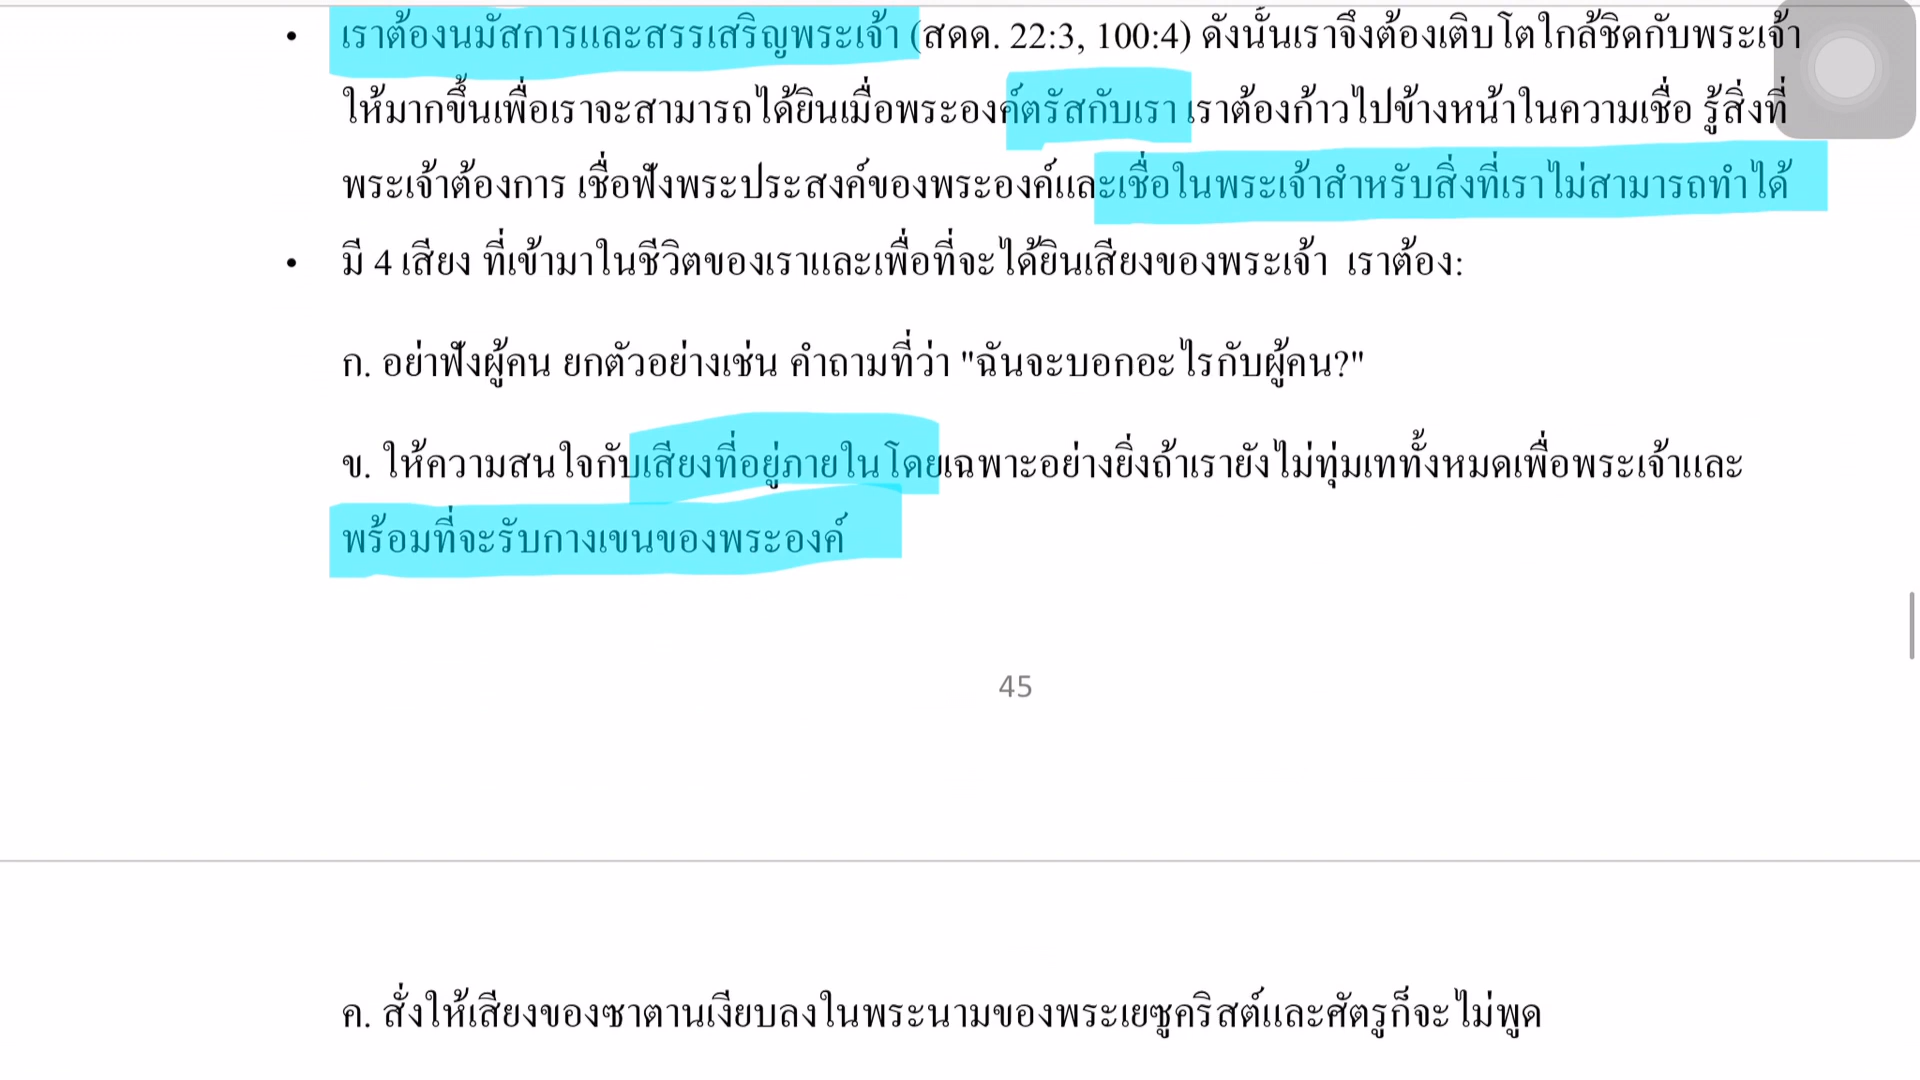 • เราต้องนมัสการและสรรเสริญพระเจ้า (สดด. 22:3, 100:4) ดังนั้นเราจึงต้องเติบโตใกล้ชิดกับพระเจ้า
ให้มากขึ้นเพื่อเราจะสามารถได้ยินเมื่อพระองค์ตรัสกับเรา เราต้องก้าวไปข้างหน้าในความเชื่อ รู้สิ่งที่
พระเจ้าต้องการ เชื่อฟังพระประสงค์ของพระองค์และเชื่อในพระเจ้าสำหรับสิ่งที่เราไม่สามารถทำได้
• มี 4 เสียง ที่เข้ามาในชีวิตของเราและเพื่อที่จะได้ยินเสียงของพระเจ้า เราต้อง:
ก. อย่าฟังผู้คน ยกตัวอย่างเช่น คำถามที่ว่า "ฉันจะบอกอะไรกับผู้คน?"
ข. ให้ความสนใจกับเสียงที่อยู่ภายในโดยเฉพาะอย่างยิ่งถ้าเรายังไม่ทุ่มเททั้งหมดเพื่อพระเจ้าและ
พร้อมที่จะรับกางเขนของพระองค์
45
ค. สั่งให้เสียงของซาตานเงียบลงในพระนามของพระเยซูคริสต์และศัตรูก็จะไม่พูด